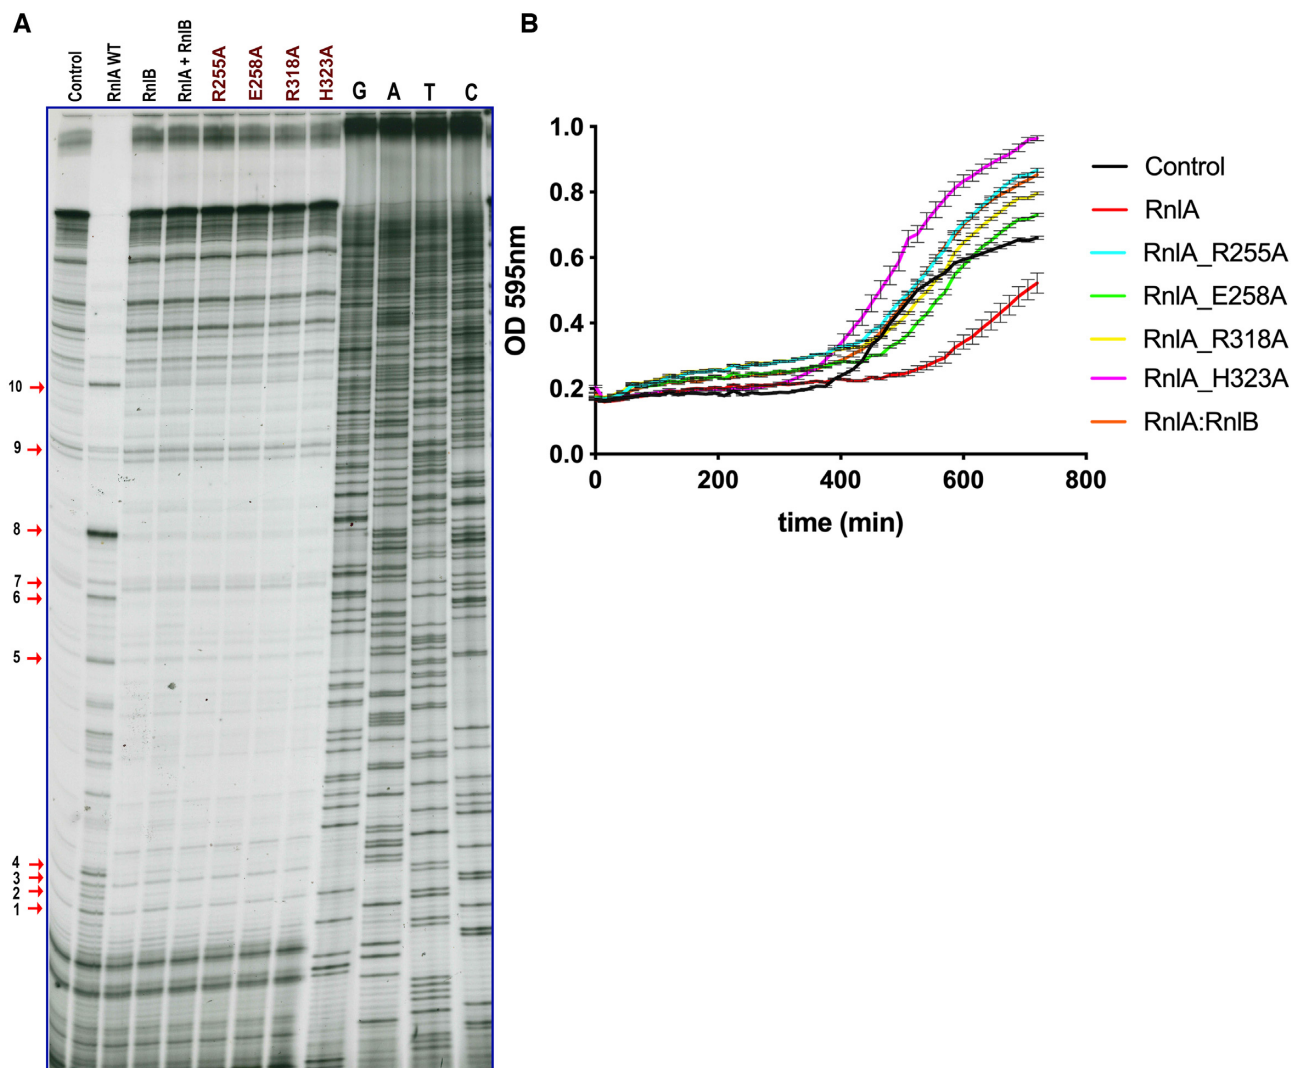 A
Control
RnlA WT
RnlB
RnlA + RnlB
R255A
E258A
R318A
H323A
G A T C
10
9
8
7
6
5
4
3
2
1
B
1.0
0.8
0.6
0.4
0.2
0.0
OD 595nm
0 200 400 600 800
time (min)
Control
RnlA
RnlA_R255A
RnlA_E258A
RnlA_R318A
RnlA_H323A
RnlA:RnlB